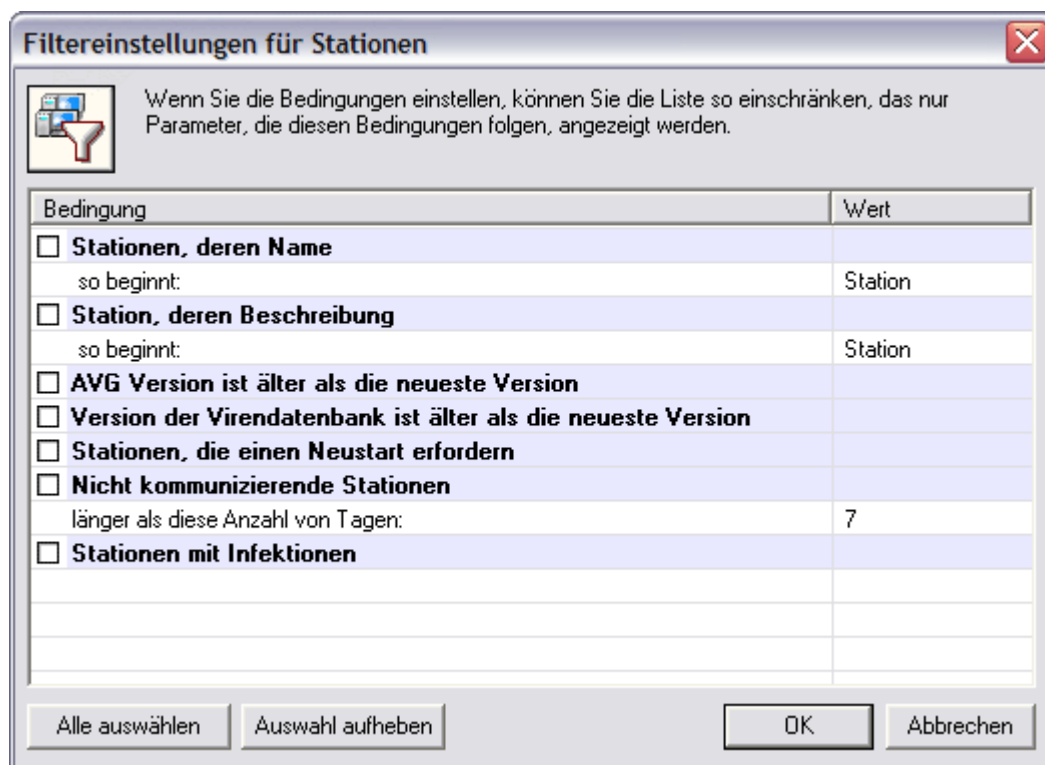 Filtereinstellungen für Stationen
Wenn Sie die Bedingungen einstellen, können Sie die Liste so einschränken, das nur
Parameter, die diesen Bedingungen folgen, angezeigt werden.
Bedingung Wert
Stationen, deren Name
so beginnt: Station
Station, deren Beschreibung
so beginnt: Station
AVG Version ist älter als die neueste Version
Version der Virendatenbank ist älter als die neueste Version
Stationen, die einen Neustart erfordern
Nicht kommunizierende Stationen
länger als diese Anzahl von Tagen: 7
Stationen mit Infektionen
Alle auswählen Auswahl aufheben OK Abbrechen